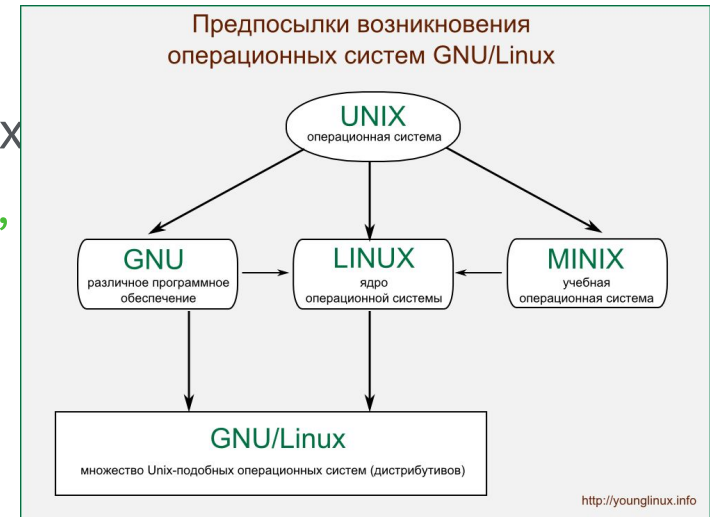 Предпосылки возникновения
операционных систем GNU/Linux
х
,
UNIX
операционная система
GNU
различное программное
обеспечение
LINUX
ядро
операционной системы
MINIX
учебная
операционная система
GNU/Linux
множество Unix-подобных операционных систем (дистрибутивов)
http://younglinux.info